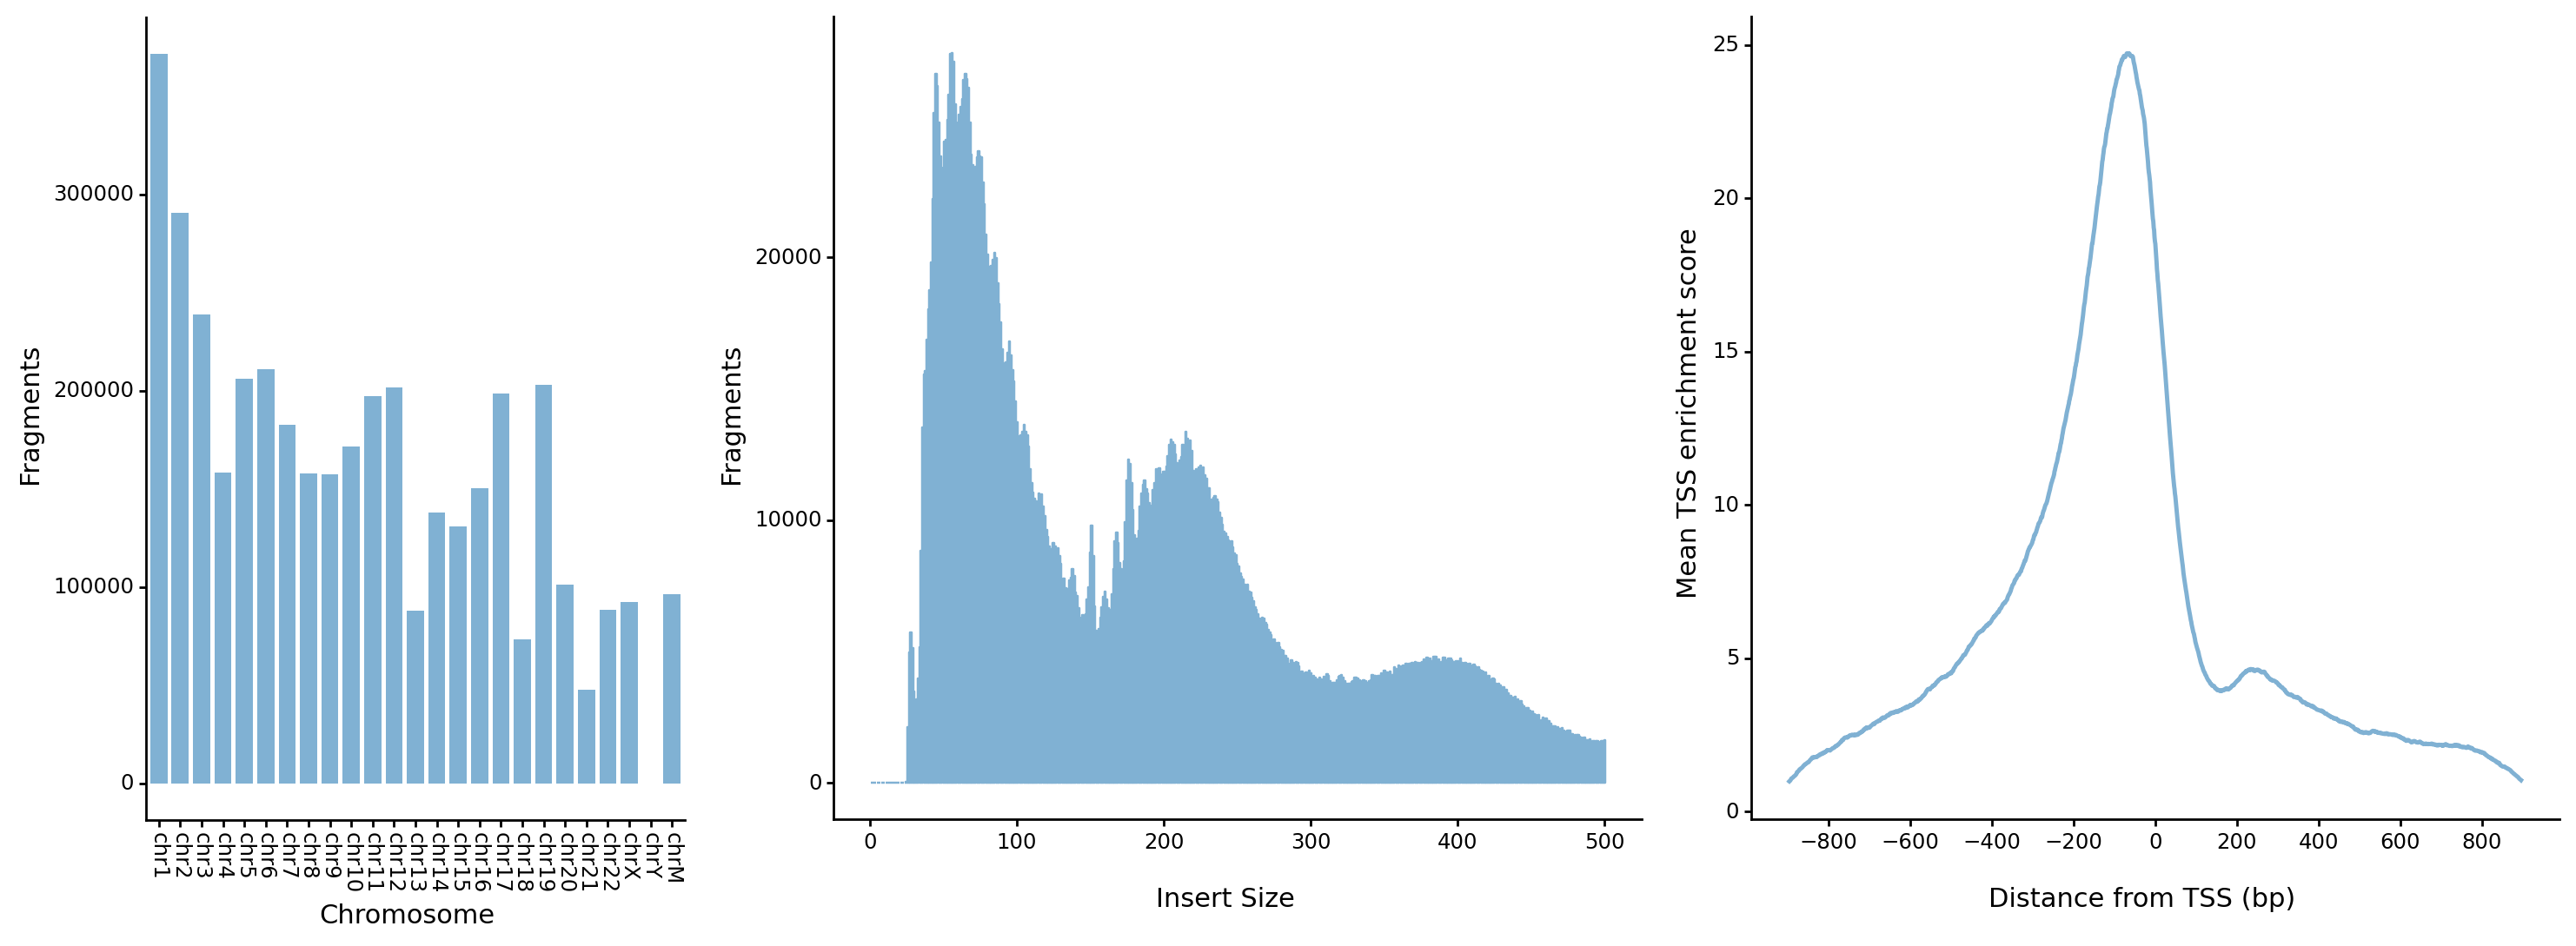 300000
200000
100000
0
Fragments
chr1
chr2
chr3
chr4
chr5
chr6
chr7
chr8
chr9
chr10
chr11
chr12
chr13
chr14
chr15
chr16
chr17
chr18
chr19
chr20
chr21
chr22
chrX
chrY
chrM
Chromosome
20000
10000
0
Fragments
0 100 200 300 400 500
Insert Size
25
20
15
10
5
0
Mean TSS enrichment score
−800 −600 −400 −200 0 200 400 600 800
Distance from TSS (bp)